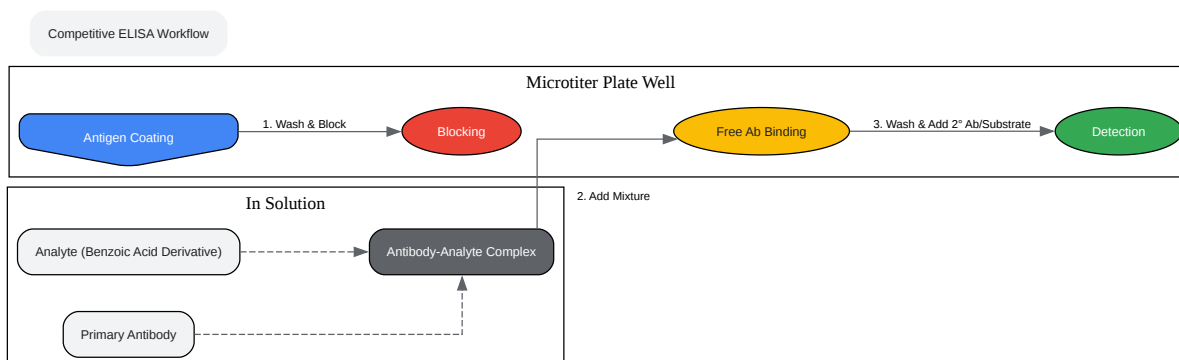 Competitive ELISA Workflow
Microtiter Plate Well
Antigen Coating
1. Wash & Block
Blocking
Free Ab Binding
3. Wash & Add 2° Ab/Substrate
Detection
In Solution
2. Add Mixture
Analyte (Benzoic Acid Derivative)
Antibody-Analyte Complex
Primary Antibody